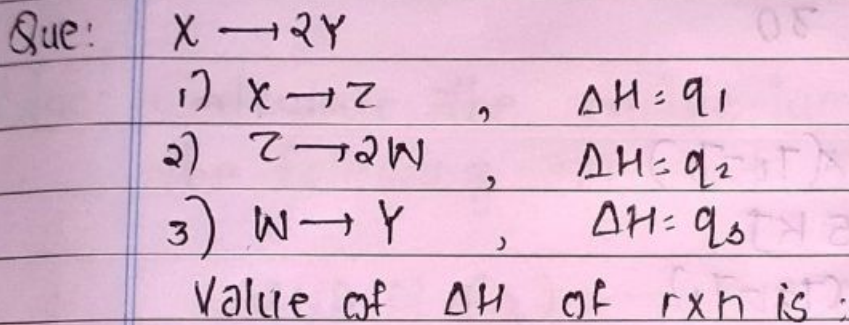 Que: X → 2Y
1) X → Z , ΔH = q1
2) Z → 2W , ΔH = q2
3) W → Y , ΔH = q3
Value of ΔH of rxn is :